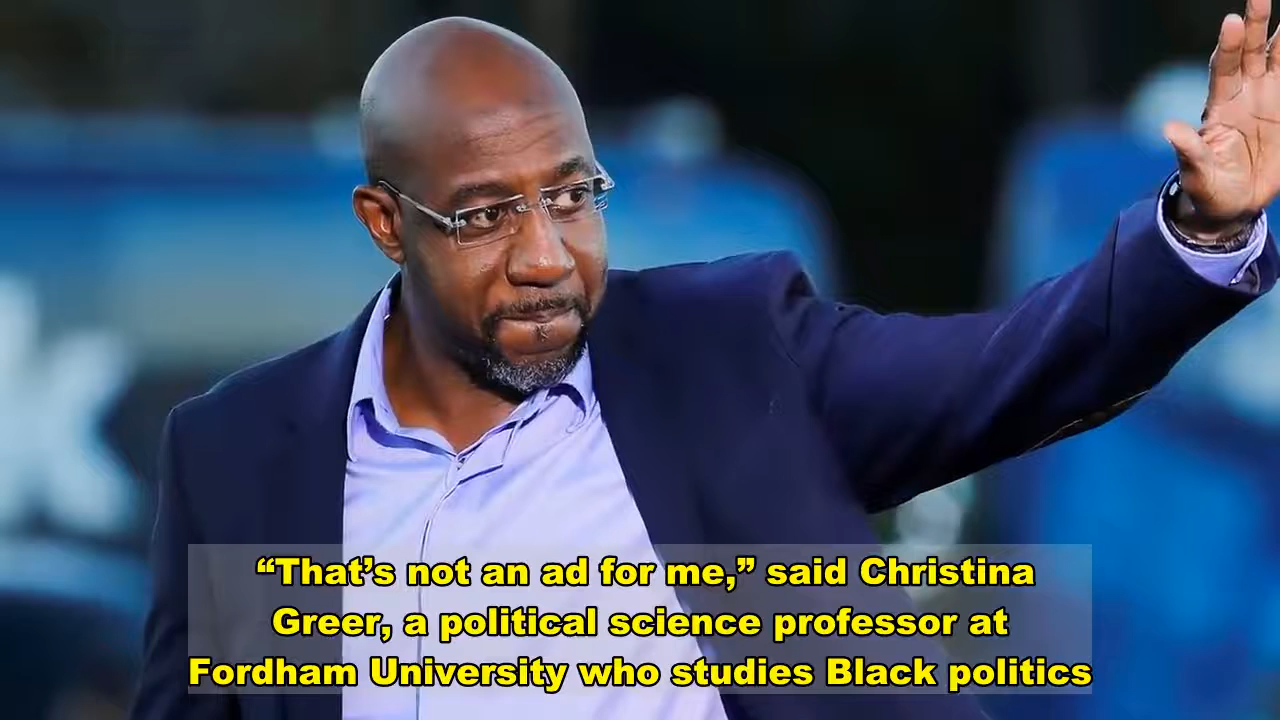 “That’s not an ad for me,” said Christina
Greer, a political science professor at
Fordham University who studies Black politics